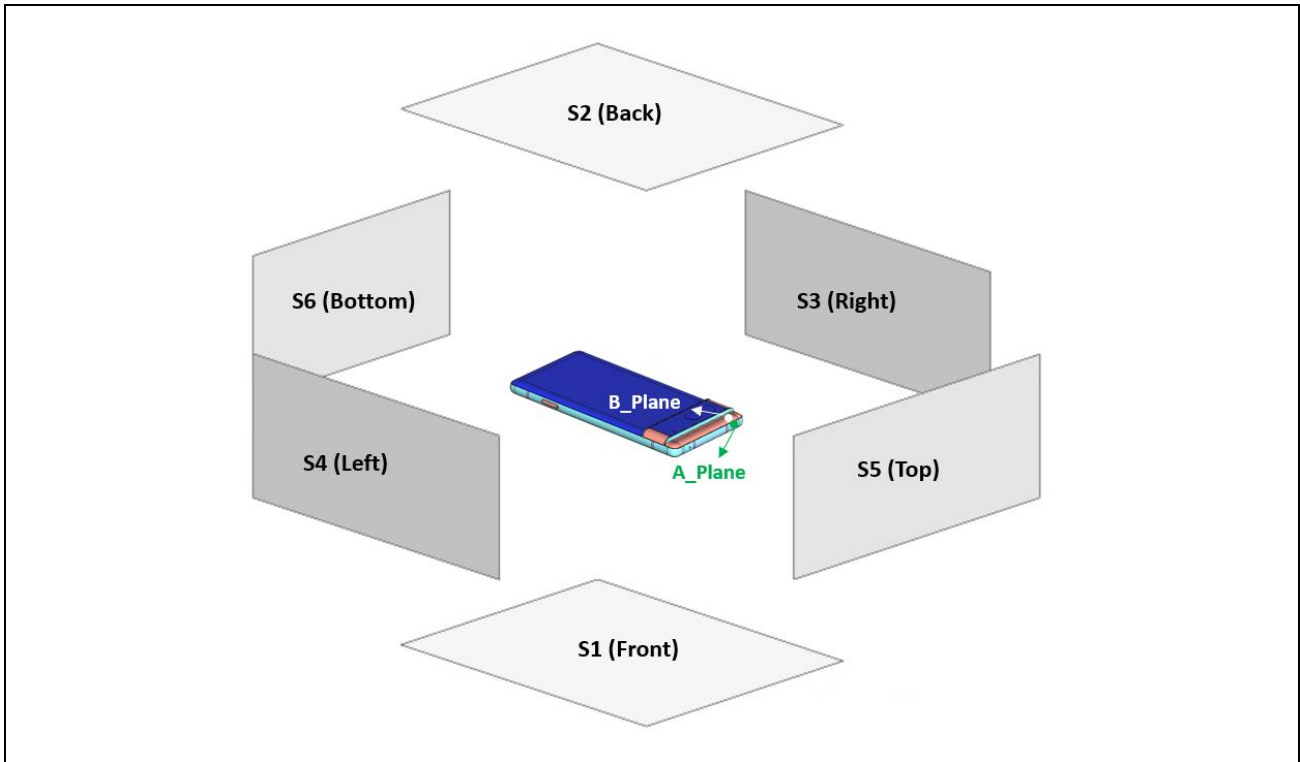 S2 (Back)
S6 (Bottom)
S3 (Right)
B_Plane
S4 (Left)
A_Plane
S5 (Top)
S1 (Front)